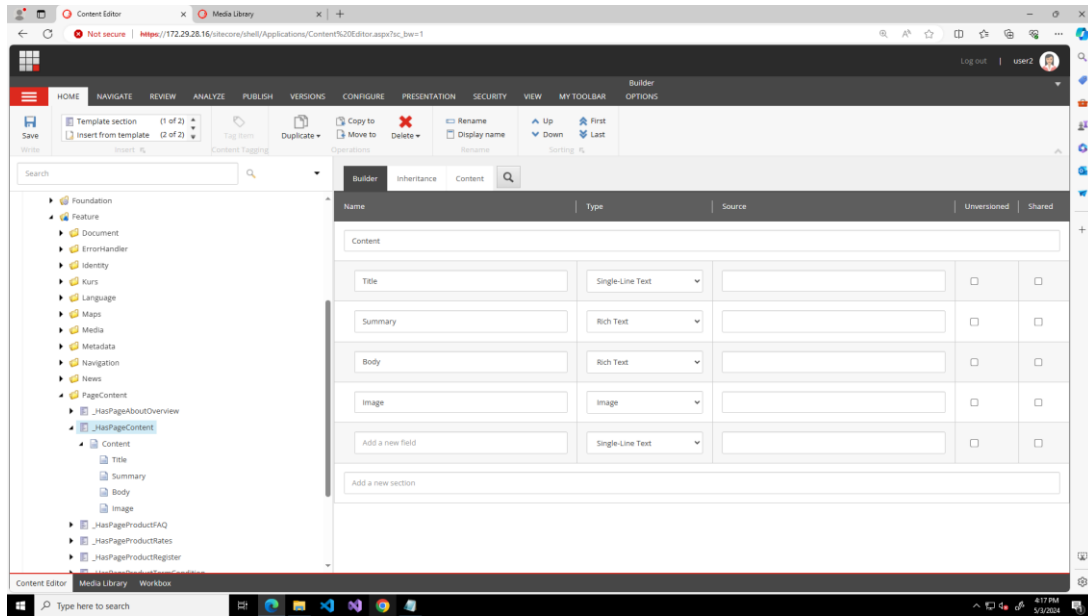 Content Editor
Media Library
Not secure https://172.29.28.16/sitecore/shell/Applications/Content%20Editor.aspx?sc_bw=1
Log out | user2
Builder
HOME NAVIGATE REVIEW ANALYZE PUBLISH VERSIONS CONFIGURE PRESENTATION SECURITY VIEW MY TOOLBAR OPTIONS
Template section (1 of 2) Copy to Rename Up First
Save Insert from template (2 of 2) Tag Item Duplicate Move to Delete Display name Down Last
Write Insert Content Tagging Operations Rename Sorting
Search
Builder Inheritance Content
Name Type Source Unversioned Shared
Content
Title Single-Line Text
Summary Rich Text
Body Rich Text
Image Image
Add a new field Single-Line Text
Add a new section
Foundation
Feature
Document
ErrorHandler
Identity
Kurs
Language
Maps
Media
Metadata
Navigation
News
PageContent
_HasPageAboutOverview
_HasPageContent
Content
Title
Summary
Body
Image
_HasPageProductFAQ
_HasPageProductRates
_HasPageProductRegister
_HasPageProductTermCondition
Content Editor Media Library Workbox
Type here to search
4:17 PM
5/3/2024